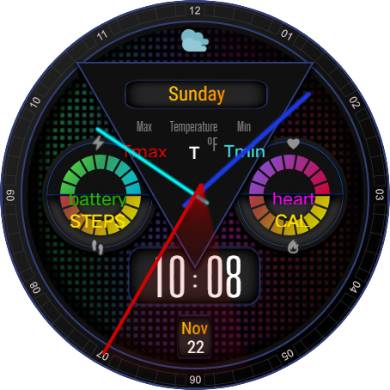 12
11
01
10
02
Sunday
Max Temperature Min
°F
Tmax T Tmin
09
03
battery
STEPS
heart
CAL
08
04
10:08
Nov
22
07
05
06